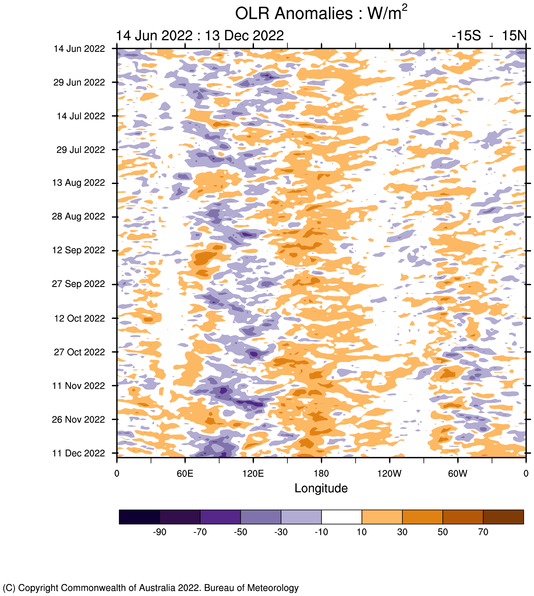 OLR Anomalies : W/m2
14 Jun 2022 : 13 Dec 2022 -15S - 15N
14 Jun 2022
29 Jun 2022
14 Jul 2022
29 Jul 2022
13 Aug 2022
28 Aug 2022
12 Sep 2022
27 Sep 2022
12 Oct 2022
27 Oct 2022
11 Nov 2022
26 Nov 2022
11 Dec 2022
0 60E 120E 180 120W 60W 0
Longitude
-90 -70 -50 -30 -10 10 30 50 70
(C) Copyright Commonwealth of Australia 2022. Bureau of Meteorology